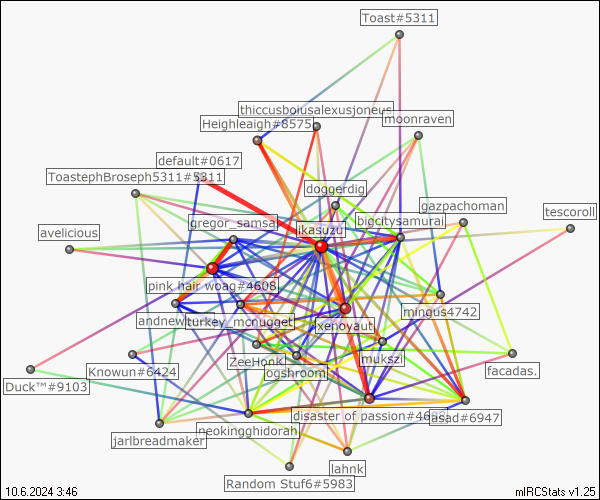 Toast#5311
thiccusboiusalexusjoneus
Heighleaigh#8575
moonraven
default#0617
ToastephBroseph5311#5311
doggerdig
gazpachoman
tescoroll
gregor_samsa
bigcitysamurai
ikasuzu
avelicious
pink hair woag#4608
mingus4742
turkey_mcnugget
xenoyaut
ZeeHonk
mukszi
ogshroom
facadas.
Knowun#6424
Duck™#9103
disaster of passion#46
asad#6947
neokingghidorah
jarlbreadmaker
lahnk
Random Stuf6#5983
10.6.2024 3:46
mIRCStats v1.25